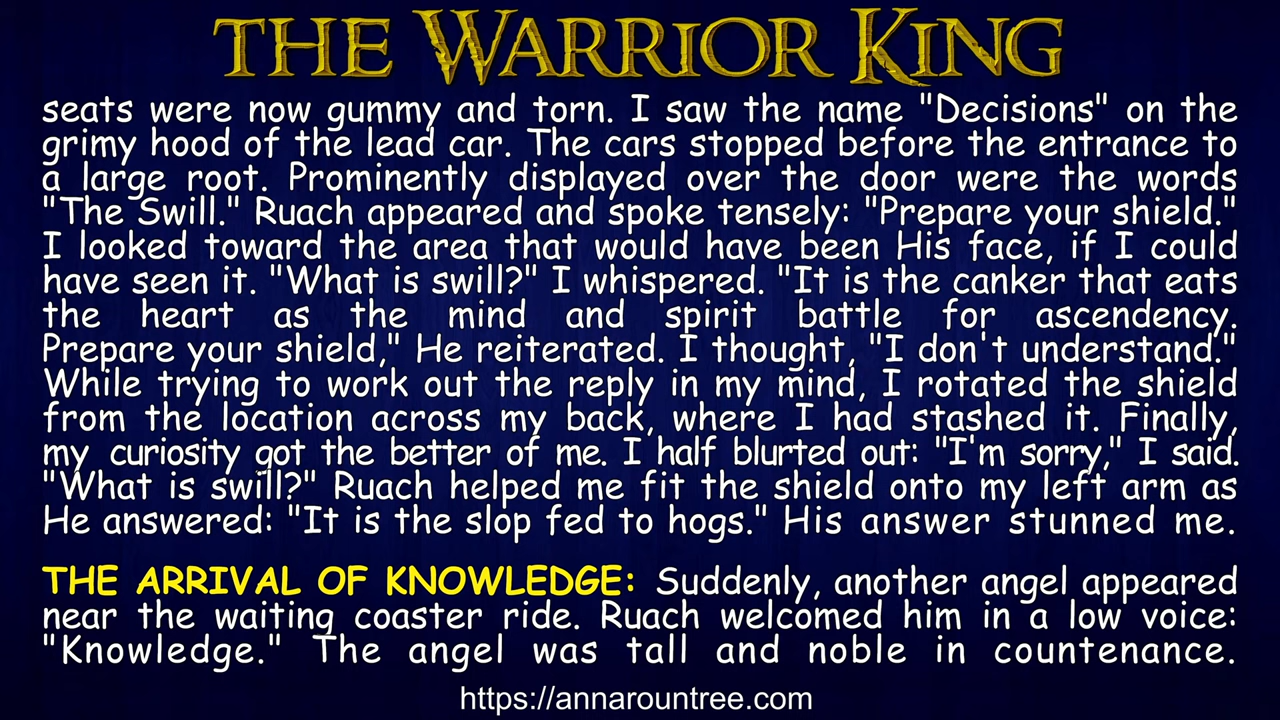 THE WARRIOR KING
seats were now gummy and torn. I saw the name "Decisions" on the
grimy hood of the lead car. The cars stopped before the entrance to
a large root. Prominently displayed over the door were the words
"The Swill." Ruach appeared and spoke tensely: "Prepare your shield."
I looked toward the area that would have been His face, if I could
have seen it. "What is swill?" I whispered. "It is the canker that eats
the heart as the mind and spirit battle for ascendency.
Prepare your shield," He reiterated. I thought, "I don't understand."
While trying to work out the reply in my mind, I rotated the shield
from the location across my back, where I had stashed it. Finally,
my curiosity got the better of me. I half blurted out: "I'm sorry," I said.
"What is swill?" Ruach helped me fit the shield onto my left arm as
He answered: "It is the slop fed to hogs." His answer stunned me.
THE ARRIVAL OF KNOWLEDGE: Suddenly, another angel appeared
near the waiting coaster ride. Ruach welcomed him in a low voice:
"Knowledge." The angel was tall and noble in countenance.
https://annarountree.com